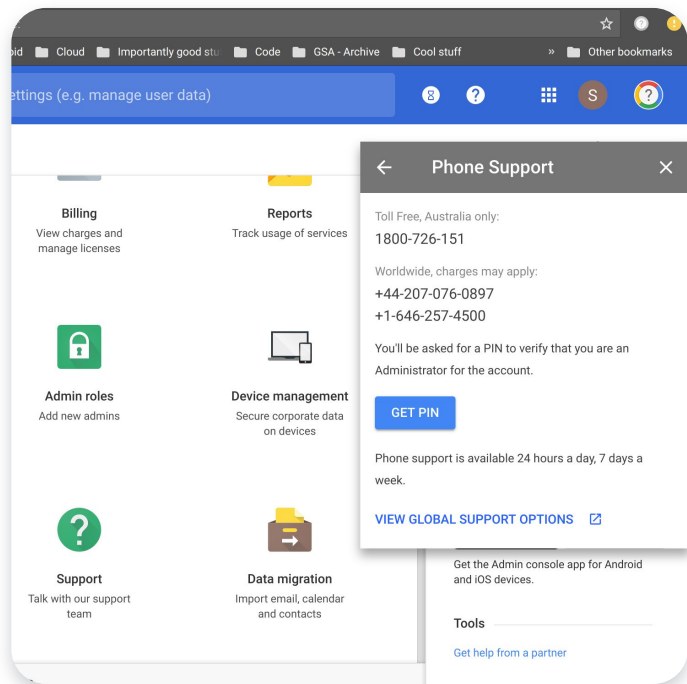 oid Cloud Importantly good stu Code GSA - Archive Cool stuff » Other bookmarks
ettings (e.g. manage user data)
8 ? S ?
Phone Support
Toll Free, Australia only:
1800-726-151
Worldwide, charges may apply:
+44-207-076-0897
+1-646-257-4500
You'll be asked for a PIN to verify that you are an
Administrator for the account.
GET PIN
Phone support is available 24 hours a day, 7 days a
week.
VIEW GLOBAL SUPPORT OPTIONS
Billing
View charges and
manage licenses
Reports
Track usage of services
Admin roles
Add new admins
Device management
Secure corporate data
on devices
Support
Talk with our support
team
Data migration
Import email, calendar
and contacts
Get the Admin console app for Android
and iOS devices.
Tools
Get help from a partner